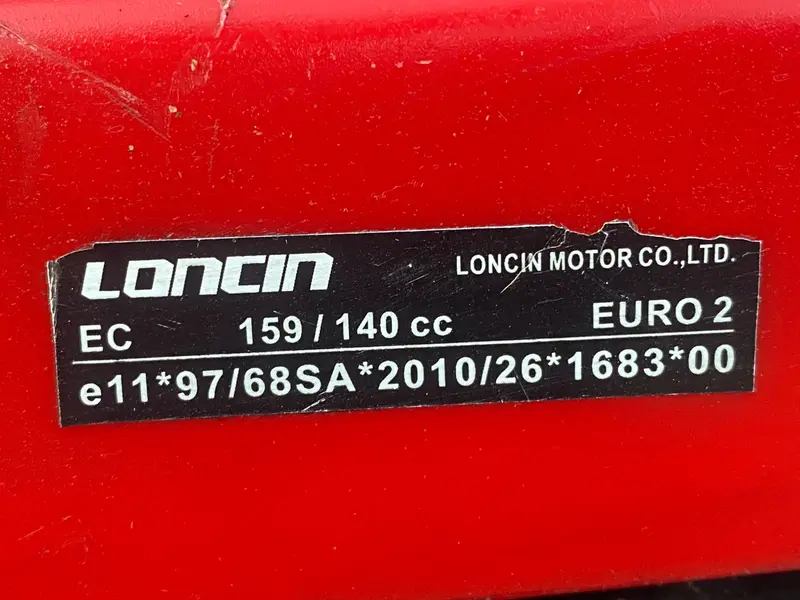 LONCIN
LONCIN MOTOR CO.,LTD.
EC 159 / 140 cc EURO 2
e11*97/68SA*2010/26*1683*00